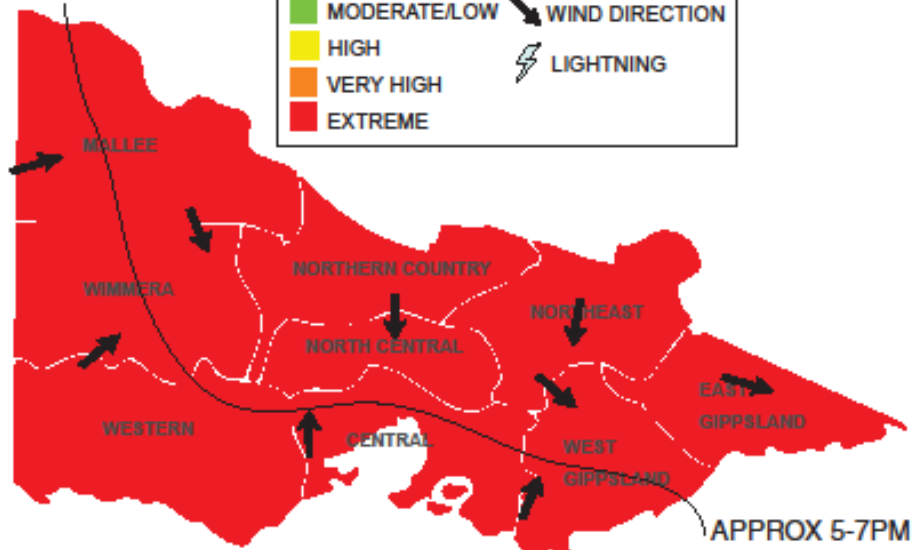 MODERATE/LOW
WIND DIRECTION
HIGH
LIGHTNING
VERY HIGH
EXTREME
MALLEE
NORTHERN COUNTRY
WIMMERA
NORTHEAST
NORTH CENTRAL
EAST
GIPPSLAND
WESTERN
CENTRAL
WEST
GIPPSLAND
APPROX 5-7PM